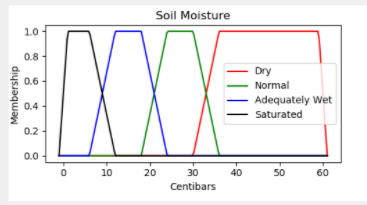 Soil Moisture
1.0
0.8
0.6
0.4
0.2
0.0
Membership
Dry
Normal
Adequately Wet
Saturated
0 10 20 30 40 50 60
Centibars